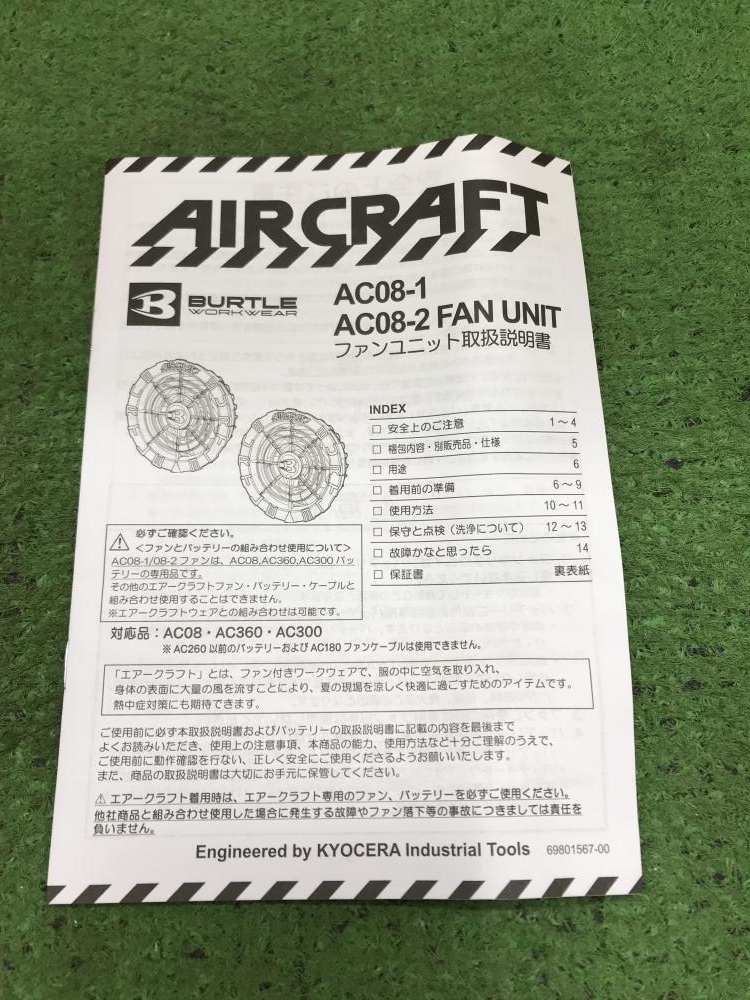 AIRCRAFT
BURTLE
WORKWEAR
AC08-1
AC08-2 FAN UNIT
ファンユニット取扱説明書
INDEX
□ 安全上のご注意 1～4
□ 梱包内容・別販売品・仕様 5
□ 用途 6
□ 着用前の準備 6～9
□ 使用方法 10～11
□ 保守と点検（洗浄について） 12～13
□ 故障かなと思ったら 14
□ 保証書 裏表紙
必ずご確認ください。
＜ファンとバッテリーの組み合わせ使用について＞
AC08-1/08-2ファンは、AC08,AC360,AC300バッ
テリーの専用品です。
その他のエアークラフトファン・バッテリー・ケーブルと
組み合わせ使用することはできません。
※エアークラフトウェアとの組み合わせは可能です。
対応品：AC08・AC360・AC300
※ AC260以前のバッテリーおよびAC180ファンケーブルは使用できません。
「エアークラフト」とは、ファン付きワークウェアで、服の中に空気を取り入れ、
身体の表面に大量の風を流すことにより、夏の現場を涼しく快適に過ごすためのアイテムです。
熱中症対策にも期待できます。
ご使用前に必ず本取扱説明書およびバッテリーの取扱説明書に記載の内容を最後まで
よくお読みいただき、使用上の注意事項、本商品の能力、使用方法など十分ご理解のうえで、
ご使用前に動作確認を行ない、正しく安全にご使用くださるようお願いいたします。
また、商品の取扱説明書は大切にお手元に保管してください。
⚠ エアークラフト着用時は、エアークラフト専用のファン、バッテリーを必ずご使用ください。
他社商品と組み合わせ使用した場合に発生する故障やファン落下等の事故につきましては責任を
負いません。
Engineered by KYOCERA Industrial Tools 69801567-00